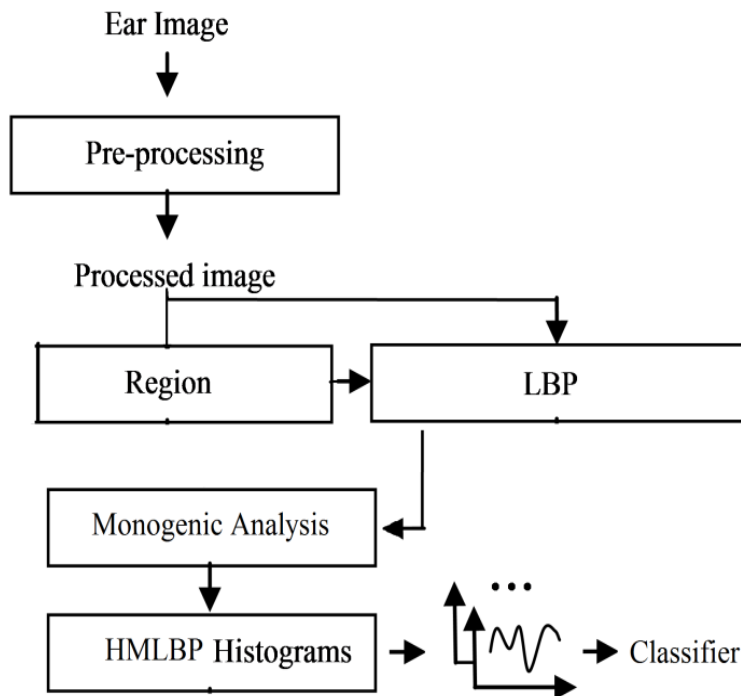 Ear Image
Pre-processing
Processed image
Region
LBP
Monogenic Analysis
HMLBP Histograms
Classifier